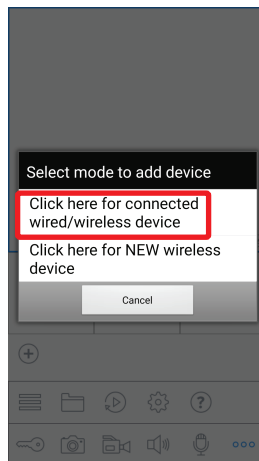 Select mode to add device
Click here for connected
wired/wireless device
Click here for NEW wireless
device
Cancel
?